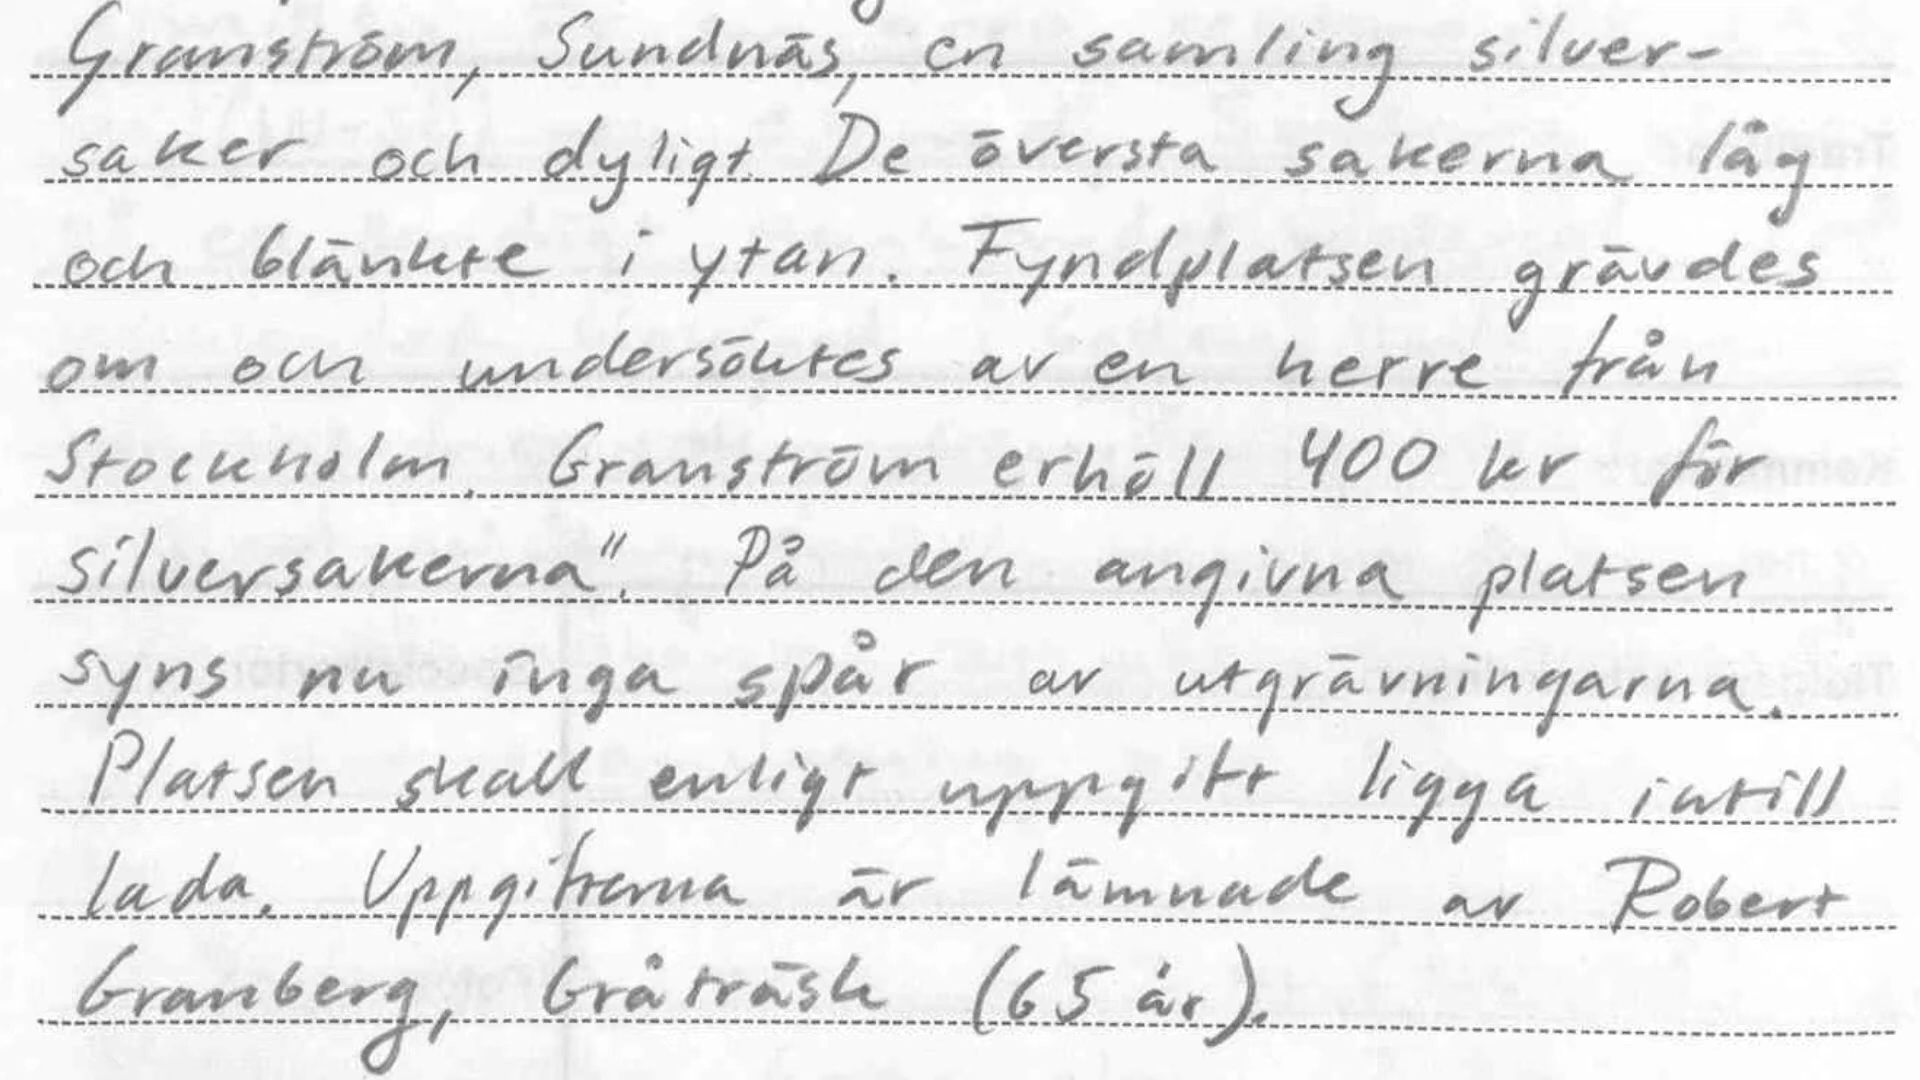 Granström, Sundnäs, en samling silver-
saker och dyligt. De översta sakerna låg
och blänkte i ytan. Fyndplatsen grävdes
om och undersöktes av en herre från
Stockholm. Granström erhöll 400 kr för
silversakerna". På den angivna platsen
syns nu inga spår av utgrävningarna.
Platsen skall enligt uppgift ligga intill
lada. Uppgifterna är lämnade av Robert
Granberg, Gråträsk (65 år).